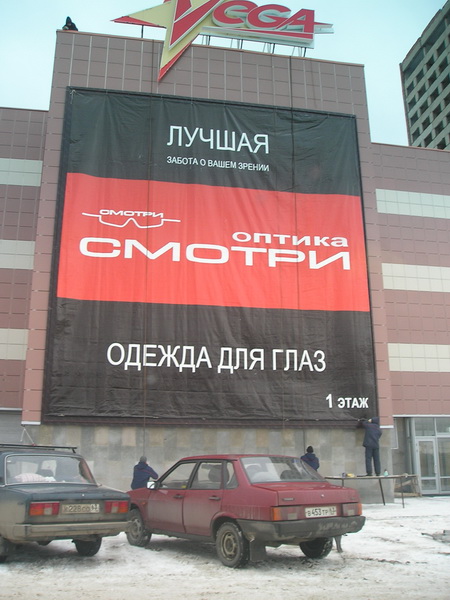 VEGA
ЛУЧШАЯ
ЗАБОТА О ВАШЕМ ЗРЕНИИ
СМОТРИ
ОПТИКА
СМОТРИ
ОДЕЖДА ДЛЯ ГЛАЗ
1 ЭТАЖ